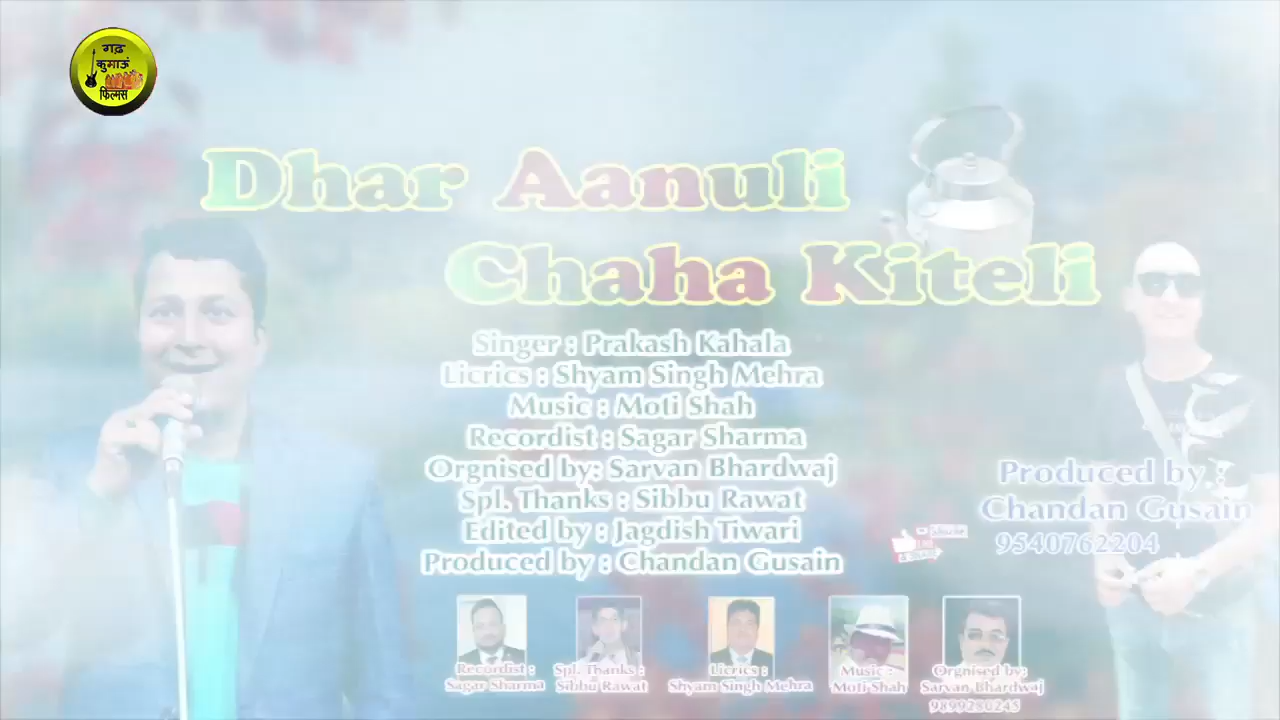 गढ़
कुमाऊं
फिल्मस
Dhar Aanuli
Chaha Kiteli
Singer : Prakash Kahala
Licrics : Shyam Singh Mehra
Music : Moti Shah
Recordist : Sagar Sharma
Orgnised by: Sarvan Bhardwaj
Spl. Thanks : Sibbu Rawat
Edited by : Jagdish Tiwari
Produced by : Chandan Gusain
Produced by :
Chandan Gusain
9540762204
Recordist :
Sagar Sharma
Spl. Thanks :
Sibbu Rawat
Licrics :
Shyam Singh Mehra
Music :
Moti Shah
Orgnised by:
Sarvan Bhardwaj
9899280245